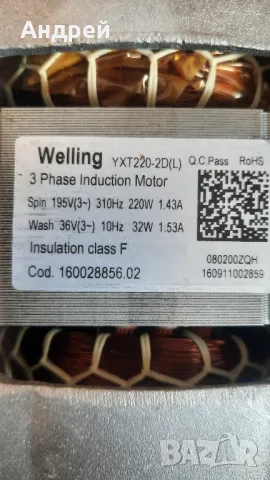 Андрей
Welling YXT220-2D(L) Q.C.Pass RoHS
3 Phase Induction Motor
Spin 195V(3~) 310Hz 220W 1.43A
Wash 36V(3~) 10Hz 32W 1.53A
Insulation class F
080200ZQH
Cod. 160028856.02
160911002859
bazar